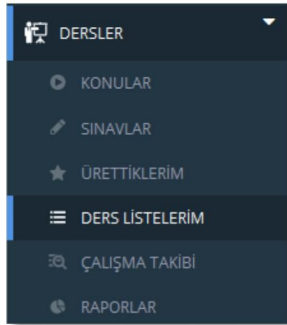 DERSLER
KONULAR
SINAVLAR
ÜRETTİKLERİM
DERS LİSTELERİM
ÇALIŞMA TAKİBİ
RAPORLAR